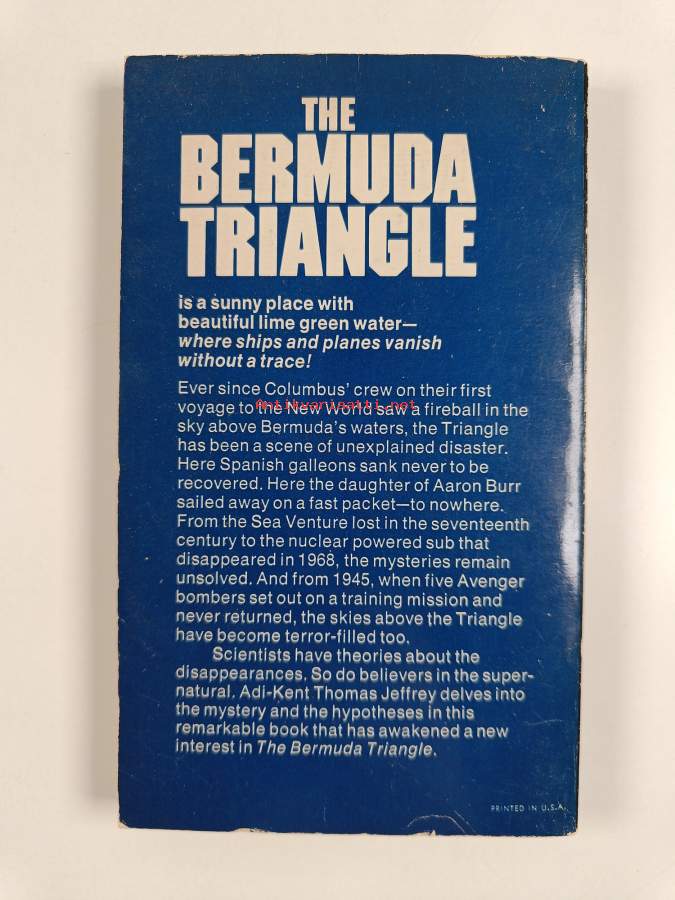 THE
BERMUDA
TRIANGLE
is a sunny place with
beautiful lime green water—
where ships and planes vanish
without a trace!
Ever since Columbus' crew on their first
voyage to the New World saw a fireball in the
sky above Bermuda's waters, the Triangle
has been a scene of unexplained disaster.
Here Spanish galleons sank never to be
recovered. Here the daughter of Aaron Burr
sailed away on a fast packet—to nowhere.
From the Sea Venture lost in the seventeenth
century to the nuclear powered sub that
disappeared in 1968, the mysteries remain
unsolved. And from 1945, when five Avenger
bombers set out on a training mission and
never returned, the skies above the Triangle
have become terror-filled too.
Scientists have theories about the
disappearances. So do believers in the super-
natural. Adi-Kent Thomas Jeffrey delves into
the mystery and the hypotheses in this
remarkable book that has awakened a new
interest in The Bermuda Triangle.
PRINTED IN U.S.A.
Antikvariaatti.net